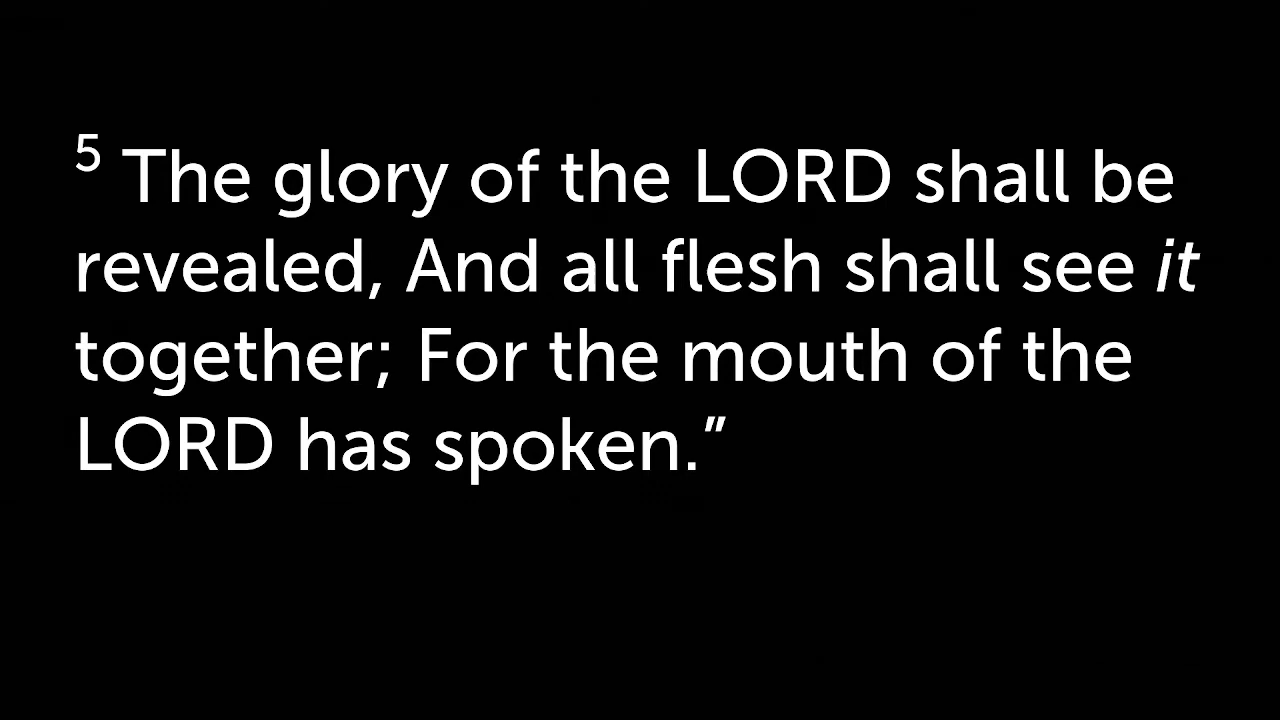 5 The glory of the LORD shall be
revealed, And all flesh shall see it
together; For the mouth of the
LORD has spoken.”